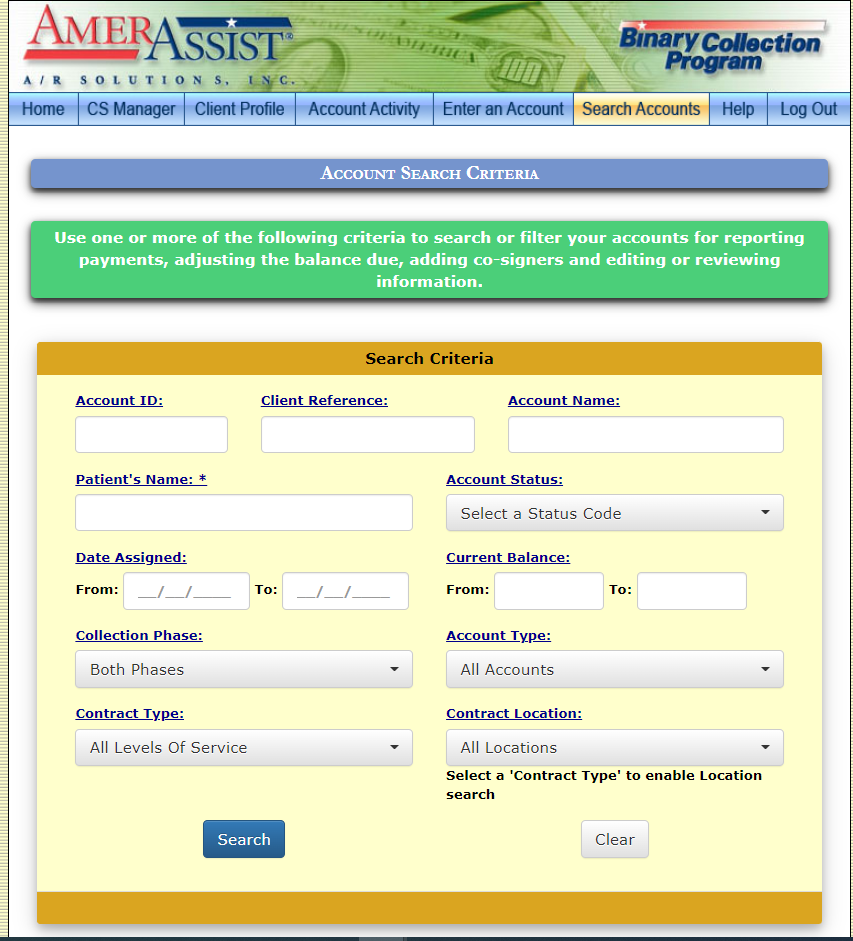 AMERASSIST®
A/R SOLUTIONS, INC.
Binary Collection
Program
Home CS Manager Client Profile Account Activity Enter an Account Search Accounts Help Log Out
Account Search Criteria
Use one or more of the following criteria to search or filter your accounts for reporting
payments, adjusting the balance due, adding co-signers and editing or reviewing
information.
Search Criteria
Account ID: Client Reference: Account Name:
Patient's Name: * Account Status:
Select a Status Code
Date Assigned: Current Balance:
From: __/__/____ To: __/__/____ From: To:
Collection Phase: Account Type:
Both Phases All Accounts
Contract Type: Contract Location:
All Levels Of Service All Locations
Select a 'Contract Type' to enable Location
search
Search Clear